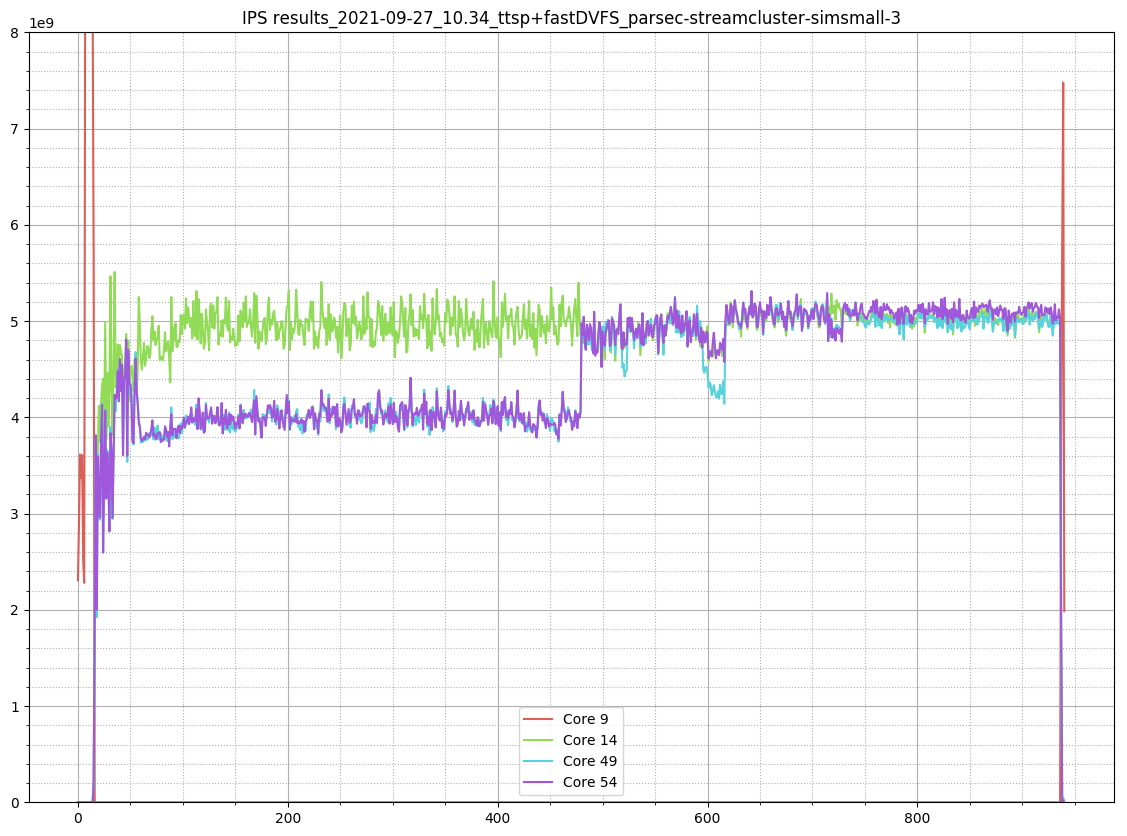 IPS results_2021-09-27_10.34_ttsp+fastDVFS_parsec-streamcluster-simsmall-3
1e9
8
7
6
5
4
3
2
1
0
Core 9
Core 14
Core 49
Core 54
0 200 400 600 800